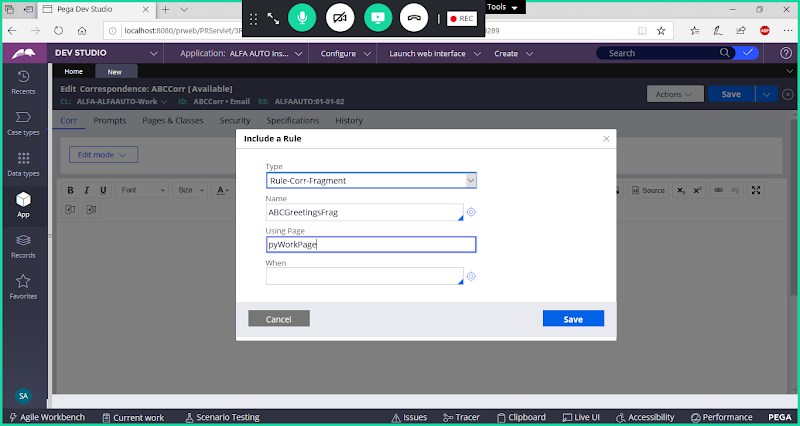 Tools
REC
Pega Dev Studio
localhost:8080/prweb/PRServlet/3R
0289
ABP
DEV STUDIO
Application: ALFA AUTO Ins...
Configure
Launch web interface
Create
Search
Recents
Case types
Data types
App
Records
Favorites
SA
Home
New
Edit Correspondence: ABCCorr [Available]
CL: ALFA-ALFAAUTO-Work
ID: ABCCorr • Email
RS: ALFAAUTO:01-01-02
Actions
Save
Corr
Prompts
Pages & Classes
Security
Specifications
History
Edit mode
B
I
U
Font
Size
A
Source
Include a Rule
Type
Rule-Corr-Fragment
Name
ABCGreetingsFrag
Using Page
pyWorkPage
When
Cancel
Save
Agile Workbench
Current work
Scenario Testing
Issues
Tracer
Clipboard
Live UI
Accessibility
Performance
PEGA